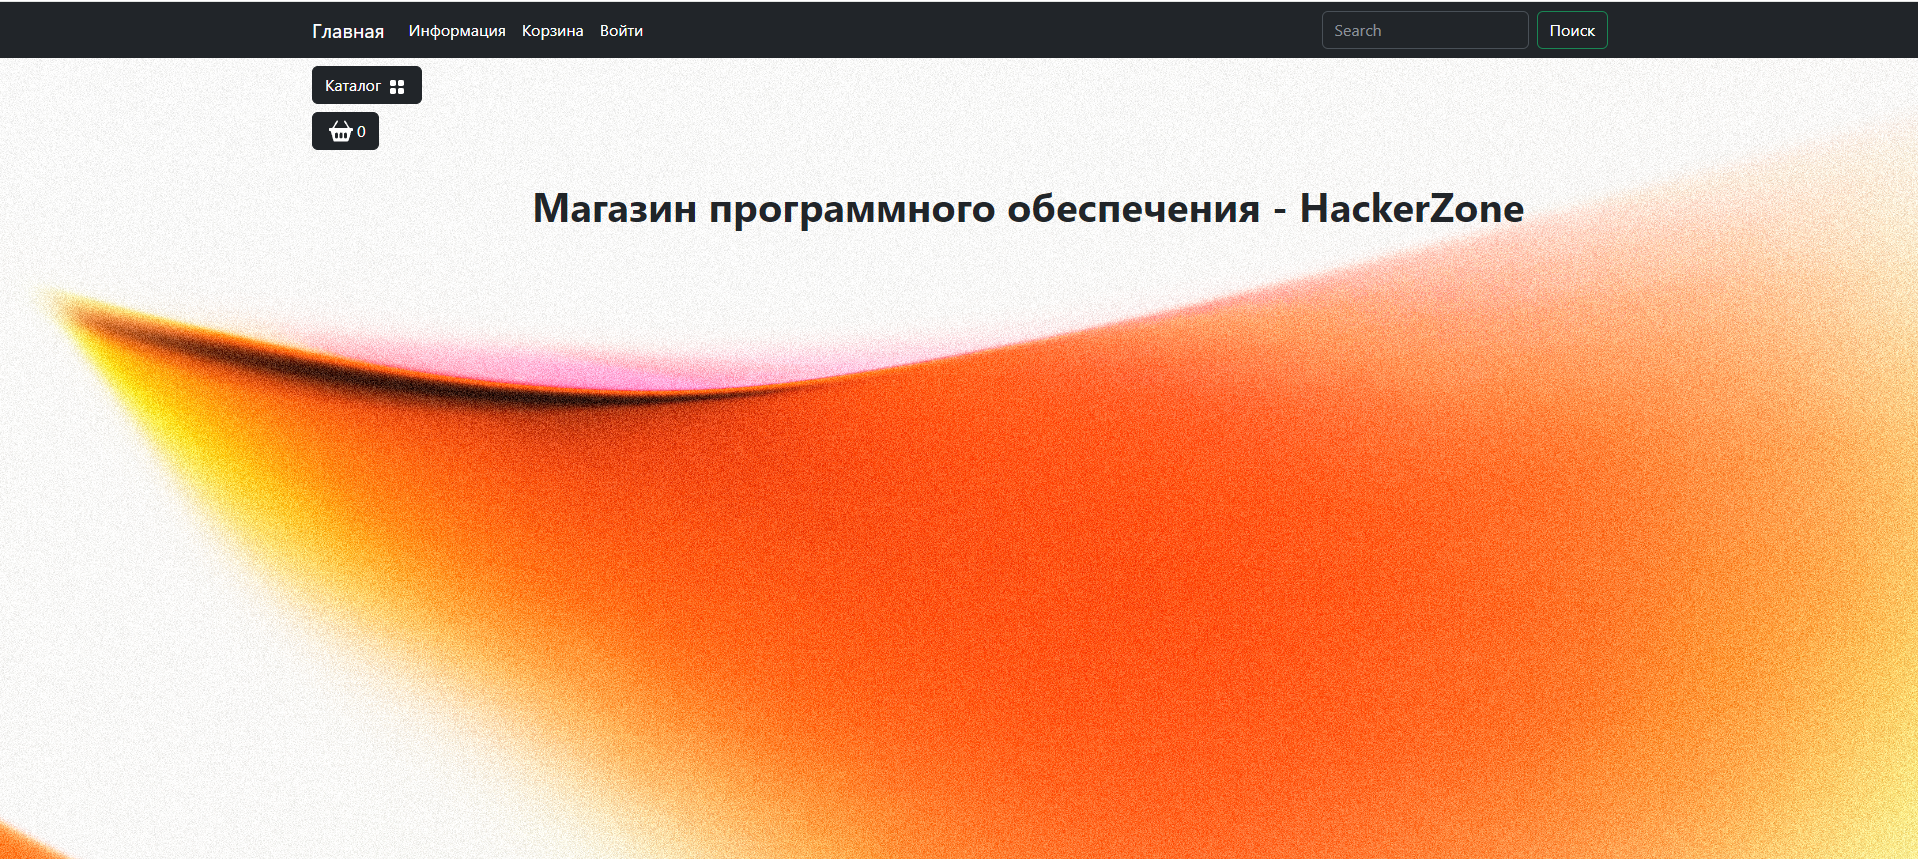 Главная Информация Корзина Войти Search Поиск
Каталог
0
Магазин программного обеспечения - HackerZone